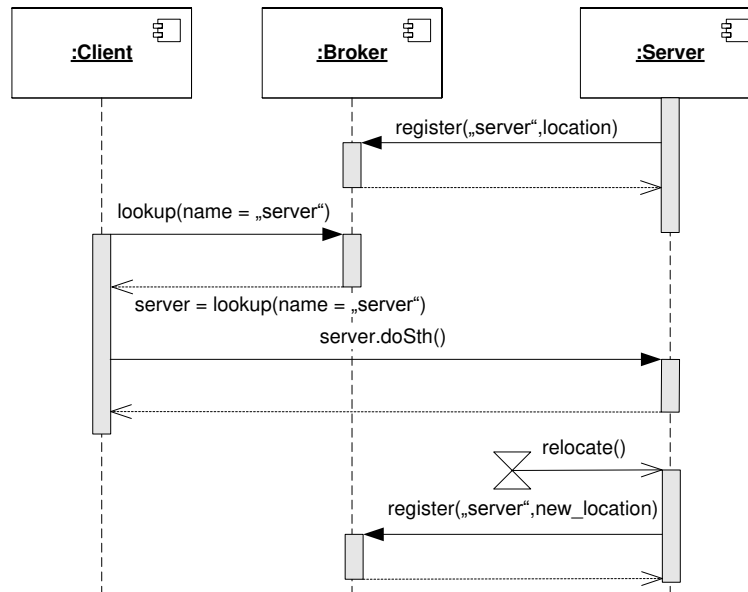 :Client
:Broker
:Server
register(„server“,location)
lookup(name = „server“)
server = lookup(name = „server“)
server.doSth()
relocate()
register(„server“,new_location)